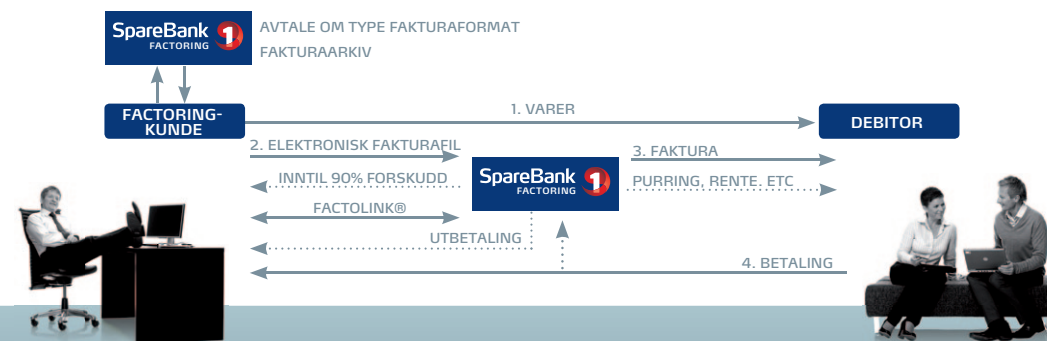 SpareBank 1
FACTORING
AVTALE OM TYPE FAKTURAFORMAT
FAKTURAARKIV
FACTORING-
KUNDE
1. VARER
DEBITOR
2. ELEKTRONISK FAKTURAFIL
3. FAKTURA
INNTIL 90% FORSKUDD
SpareBank 1
FACTORING
PURRING, RENTE. ETC
FACTOLINK®
UTBETALING
4. BETALING